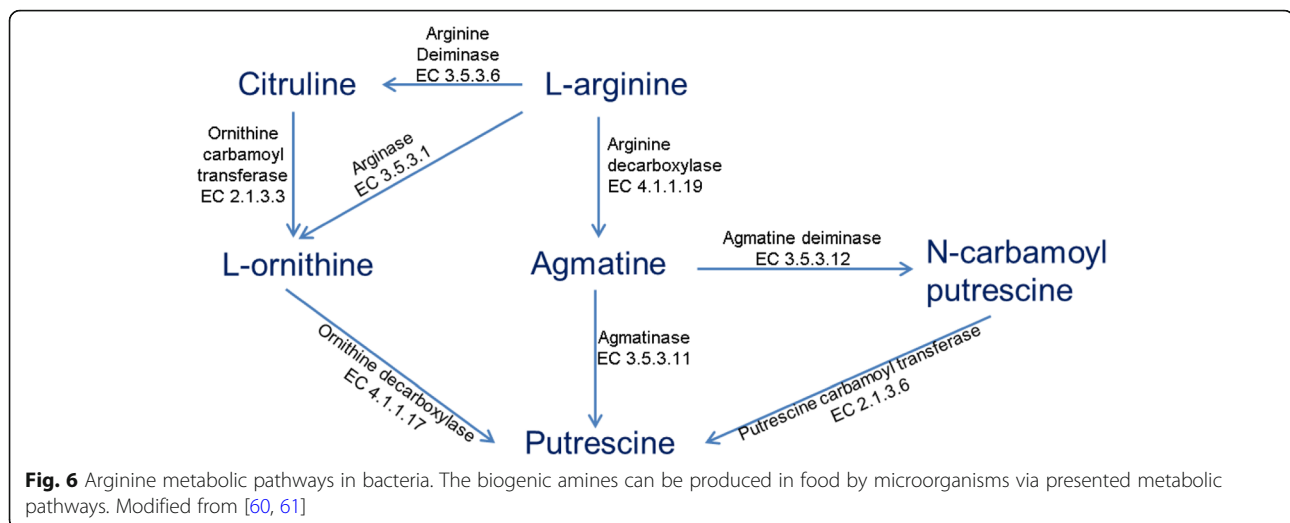 Arginine
Deiminase
EC 3.5.3.6
Citruline
L-arginine
Ornithine
carbamoyl
transferase
EC 2.1.3.3
Arginase
EC 3.5.3.1
Arginine
decarboxylase
EC 4.1.1.19
L-ornithine
Agmatine
Agmatine deiminase
EC 3.5.3.12
N-carbamoyl
putrescine
Ornithine decarboxylase
EC 4.1.1.17
Agmatinase
EC 3.5.3.11
Putrescine carbamoyl transferase
EC 2.1.3.6
Putrescine
Fig. 6 Arginine metabolic pathways in bacteria. The biogenic amines can be produced in food by microorganisms via presented metabolic
pathways. Modified from [60, 61]